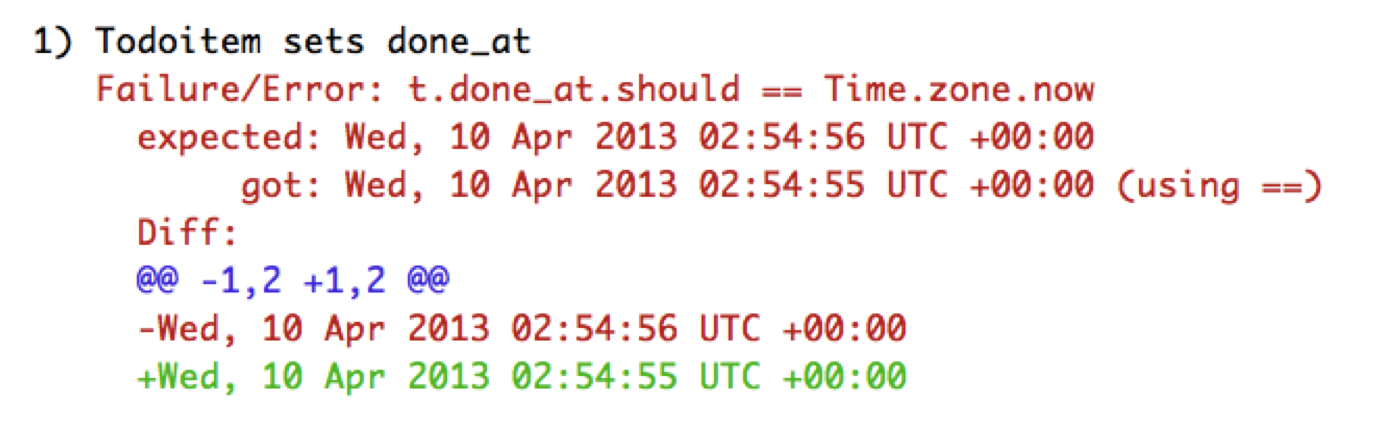 1) Todoitem sets done_at
Failure/Error: t.done_at.should == Time.zone.now
expected: Wed, 10 Apr 2013 02:54:56 UTC +00:00
got: Wed, 10 Apr 2013 02:54:55 UTC +00:00 (using ==)
Diff:
@@ -1,2 +1,2 @@
-Wed, 10 Apr 2013 02:54:56 UTC +00:00
+Wed, 10 Apr 2013 02:54:55 UTC +00:00